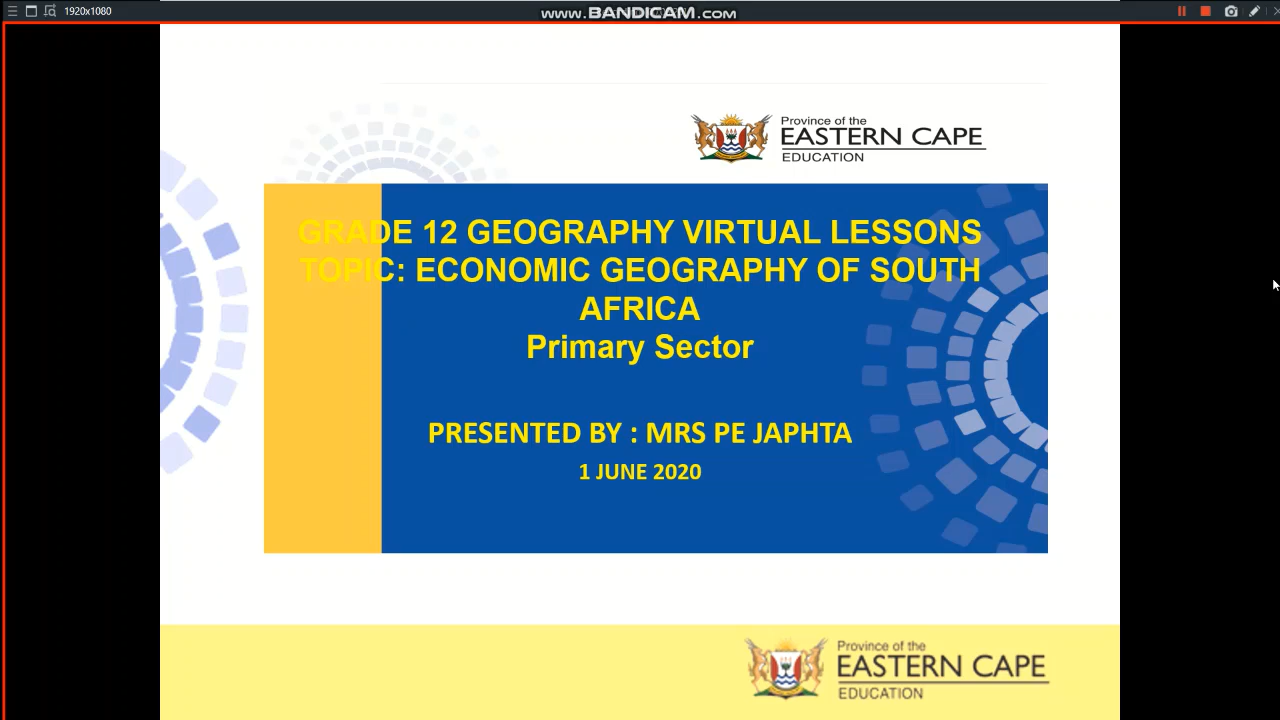 1920x1080
WWW.BANDICAM.COM
Province of the
EASTERN CAPE
EDUCATION
GRADE 12 GEOGRAPHY VIRTUAL LESSONS
TOPIC: ECONOMIC GEOGRAPHY OF SOUTH
AFRICA
Primary Sector
PRESENTED BY : MRS PE JAPHTA
1 JUNE 2020
Province of the
EASTERN CAPE
EDUCATION